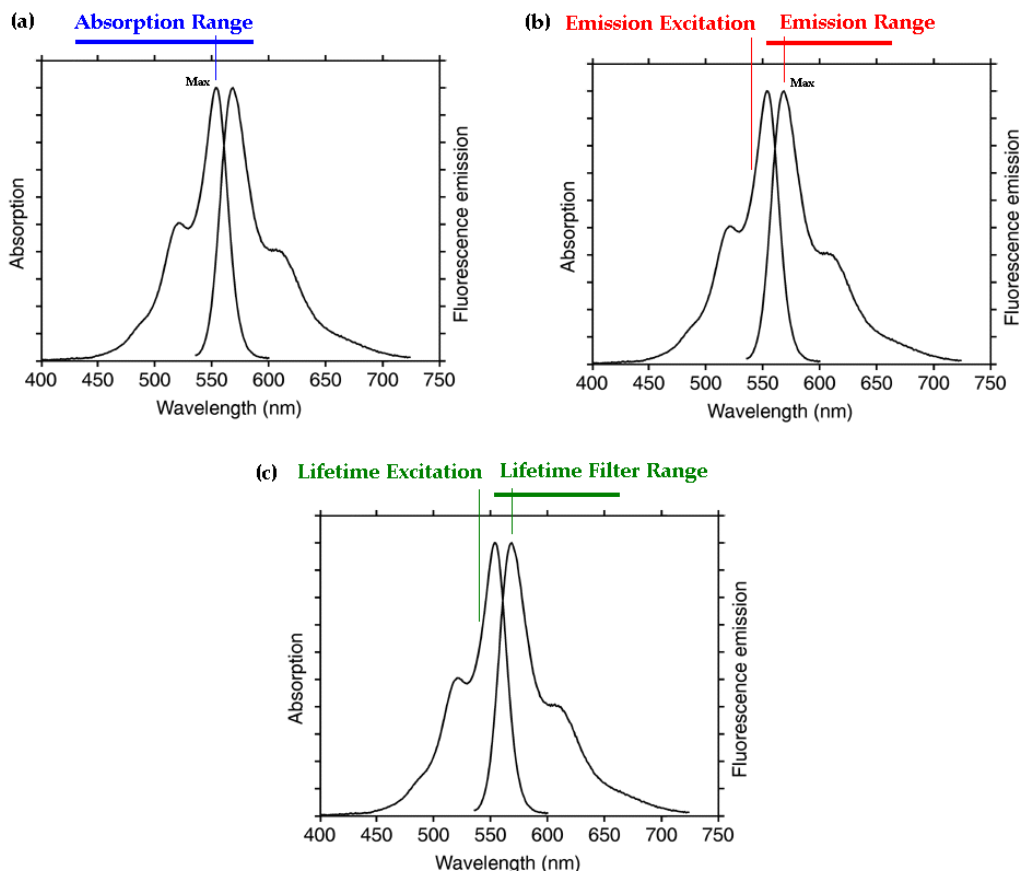 (a)
Absorption Range
Max
Absorption
Fluorescence emission
400 450 500 550 600 650 700 750
Wavelength (nm)
(b)
Emission Excitation Emission Range
Max
Absorption
Fluorescence emission
400 450 500 550 600 650 700 750
Wavelength (nm)
(c)
Lifetime Excitation Lifetime Filter Range
Absorption
Fluorescence emission
400 450 500 550 600 650 700 750
Wavelength (nm)